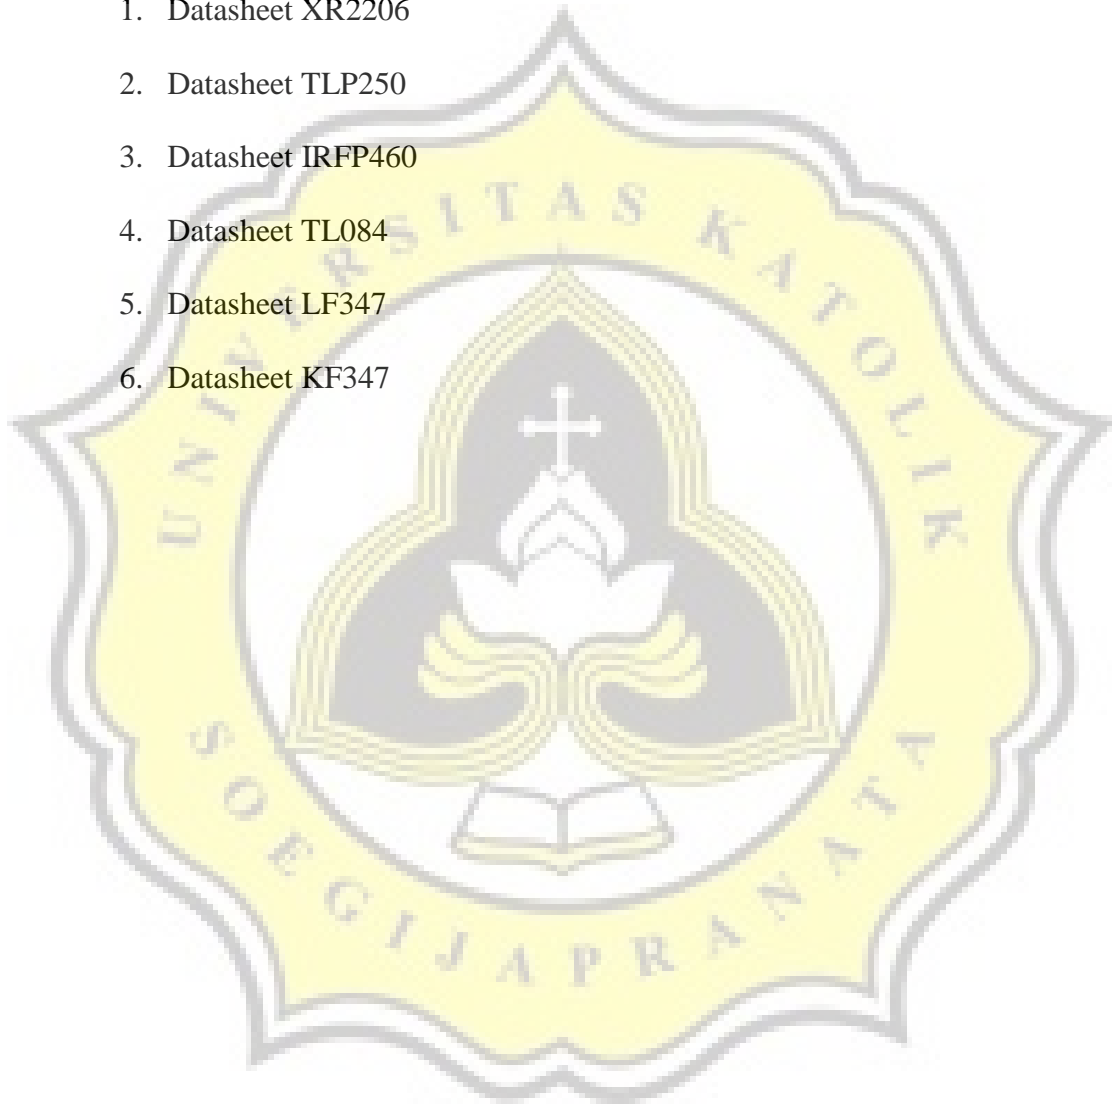 1. Datasheet XR2206
2. Datasheet TLP250
3. Datasheet IRFP460
4. Datasheet TL084
5. Datasheet LF347
6. Datasheet KF347
UNIVERSITAS KATOLIK
SOEGIJAPRANATA